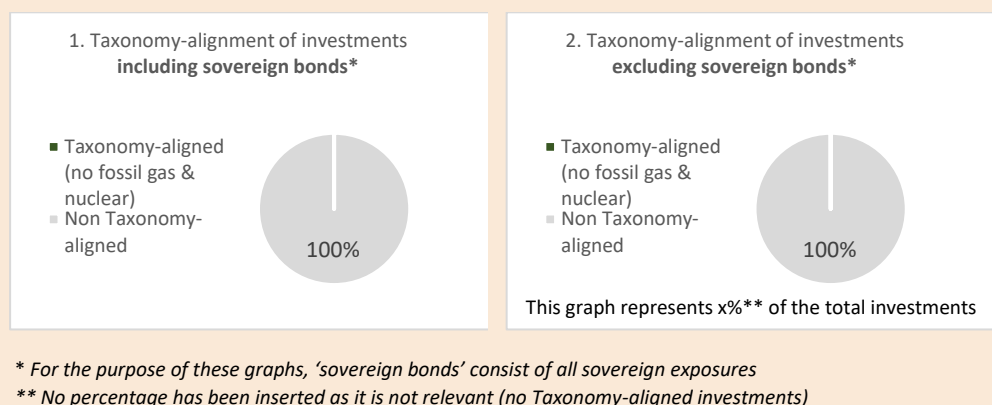 1. Taxonomy-alignment of investments
including sovereign bonds*
Taxonomy-aligned
(no fossil gas &
nuclear)
Non Taxonomy-
aligned
100%
2. Taxonomy-alignment of investments
excluding sovereign bonds*
Taxonomy-aligned
(no fossil gas &
nuclear)
Non Taxonomy-
aligned
100%
This graph represents x%** of the total investments
* For the purpose of these graphs, ‘sovereign bonds’ consist of all sovereign exposures
** No percentage has been inserted as it is not relevant (no Taxonomy-aligned investments)